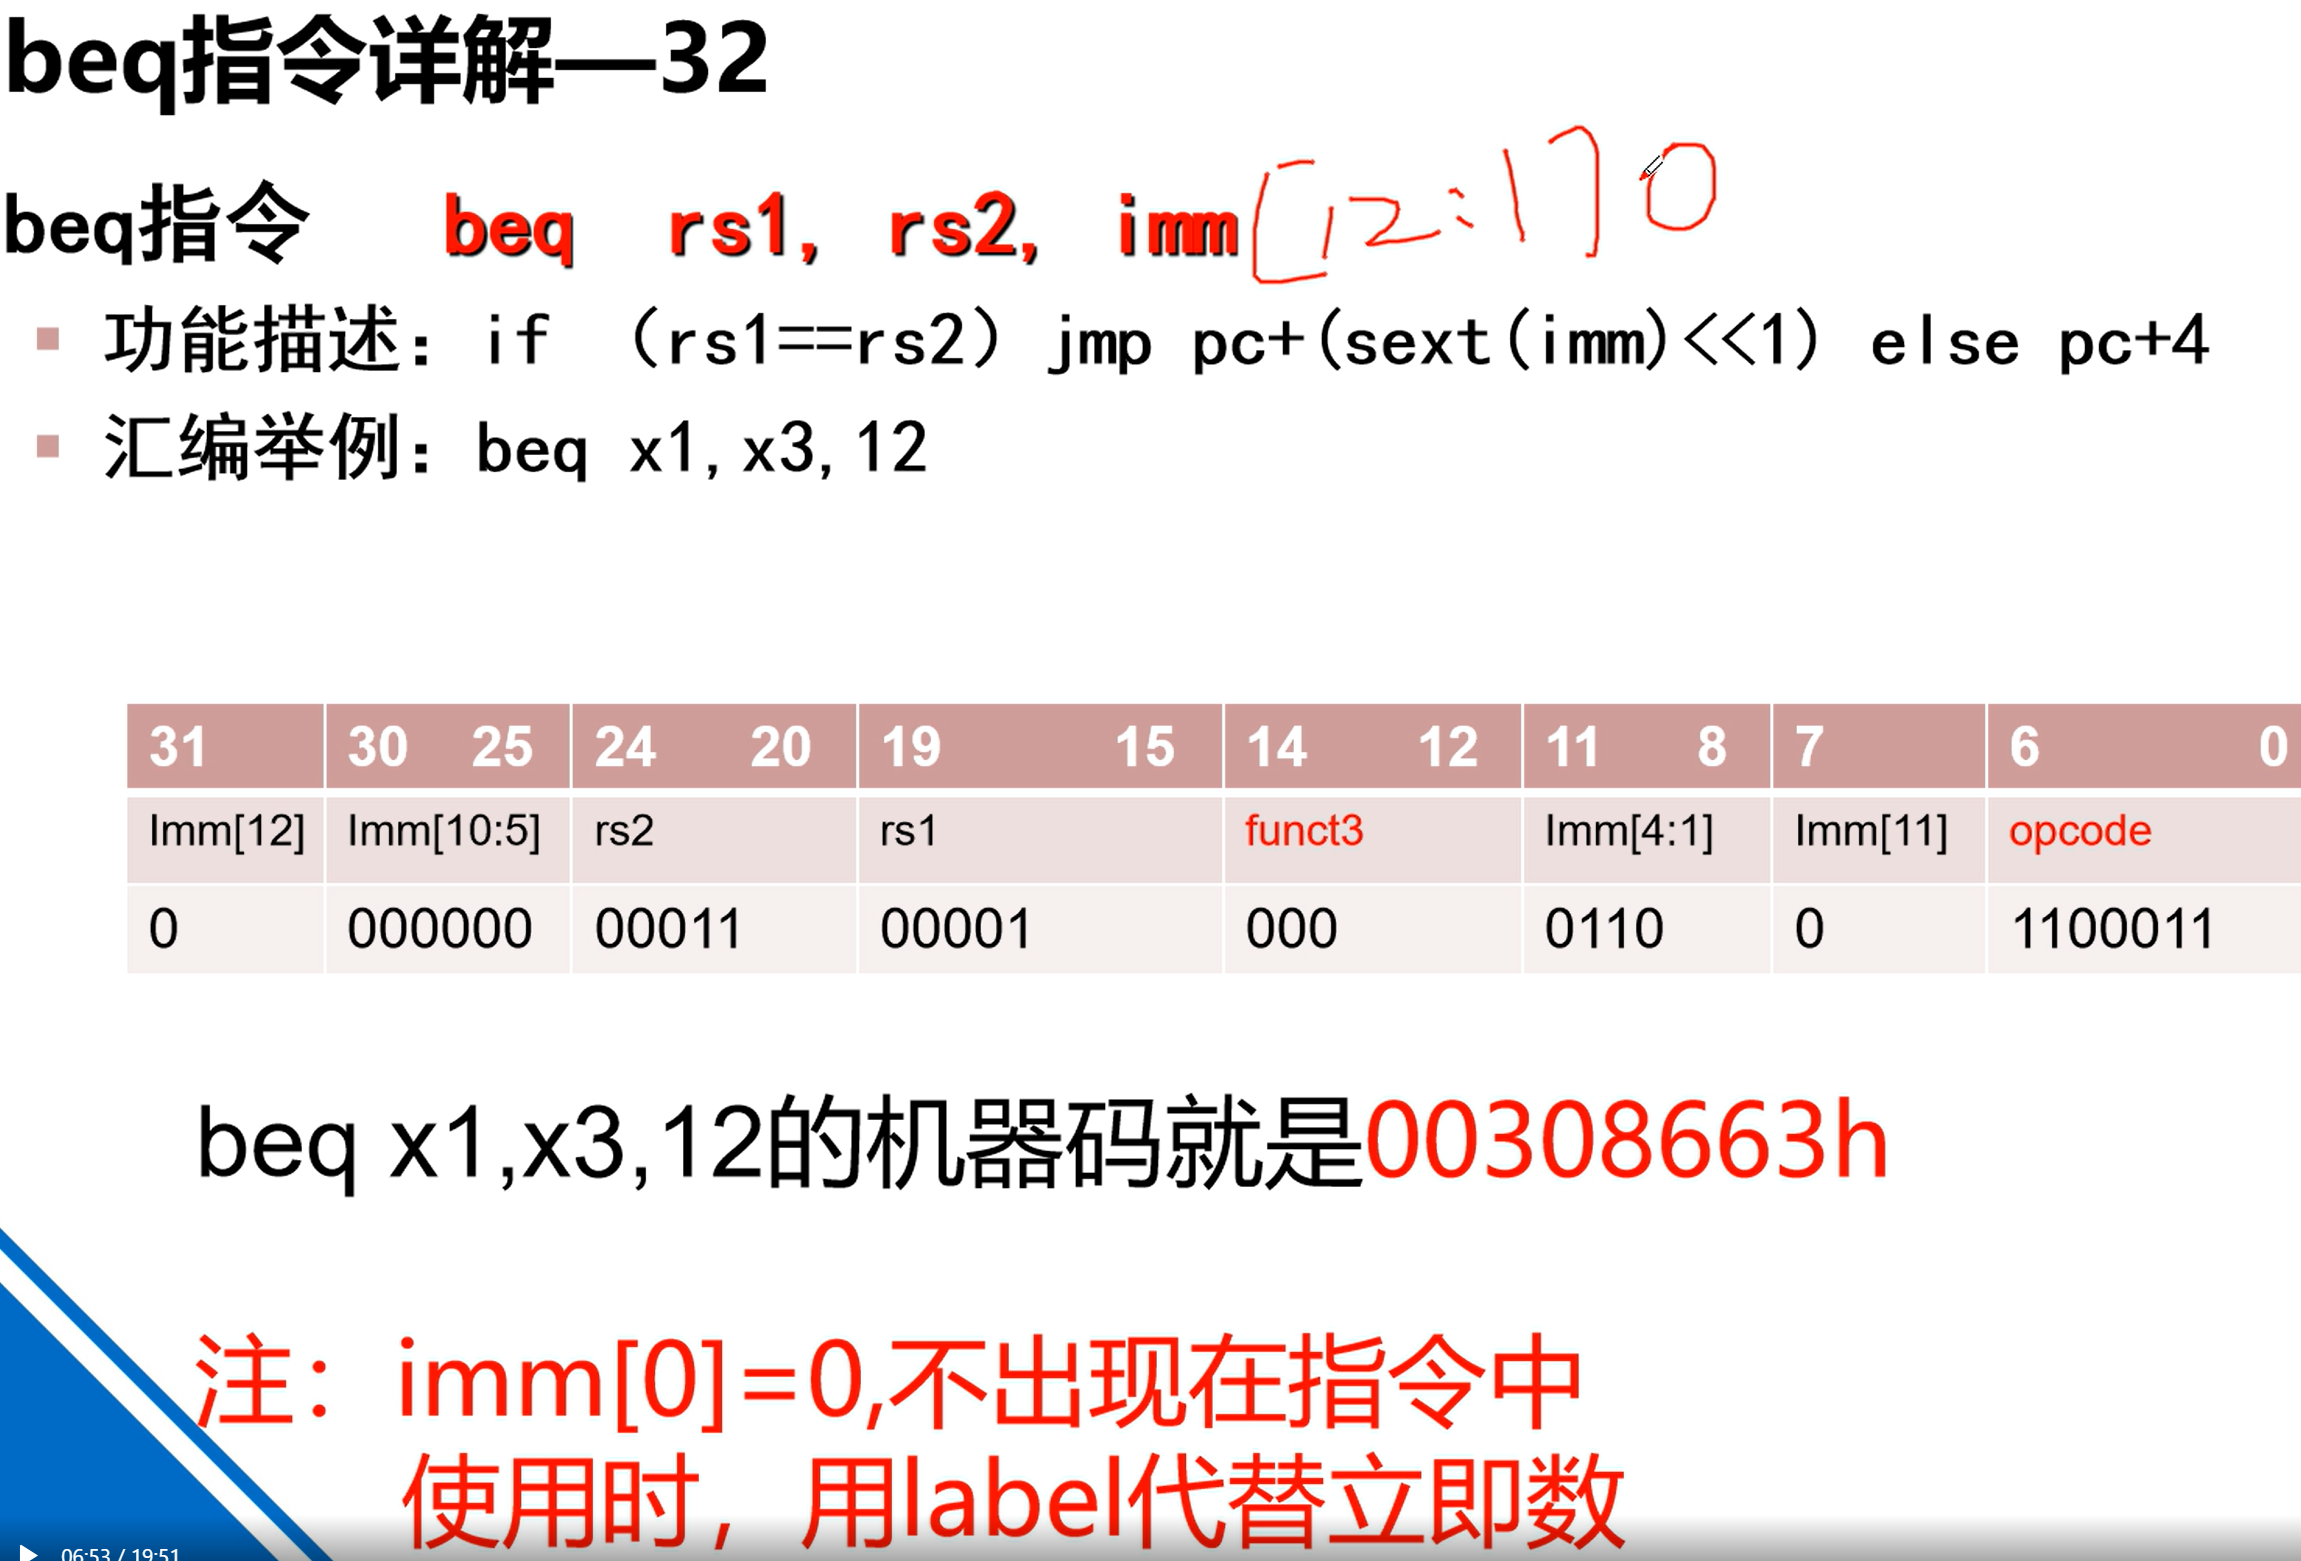 beq指令详解—32
beq指令 beq rs1, rs2, imm[12:1] 0
功能描述：if （rs1==rs2）jmp pc+(sext(imm)<<1) else pc+4
汇编举例：beq x1,x3,12
31 30 25 24 20 19 15 14 12 11 8 7 6 0
Imm[12] Imm[10:5] rs2 rs1 funct3 Imm[4:1] Imm[11] opcode
0 000000 00011 00001 000 0110 0 1100011
beq x1,x3,12的机器码就是00308663h
注：imm[0]=0,不出现在指令中
使用时，用label代替立即数
06:53 / 19:51